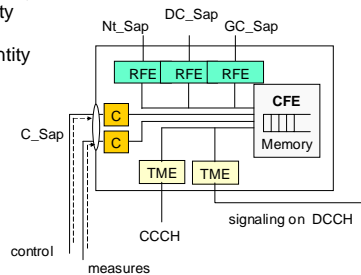 ty
DC_Sap
Nt_Sap
GC_Sap
ntity
RFE
RFE
RFE
CFE
C
C_Sap
C
Memory
TME
TME
signaling on DCCH
CCCH
control
measures